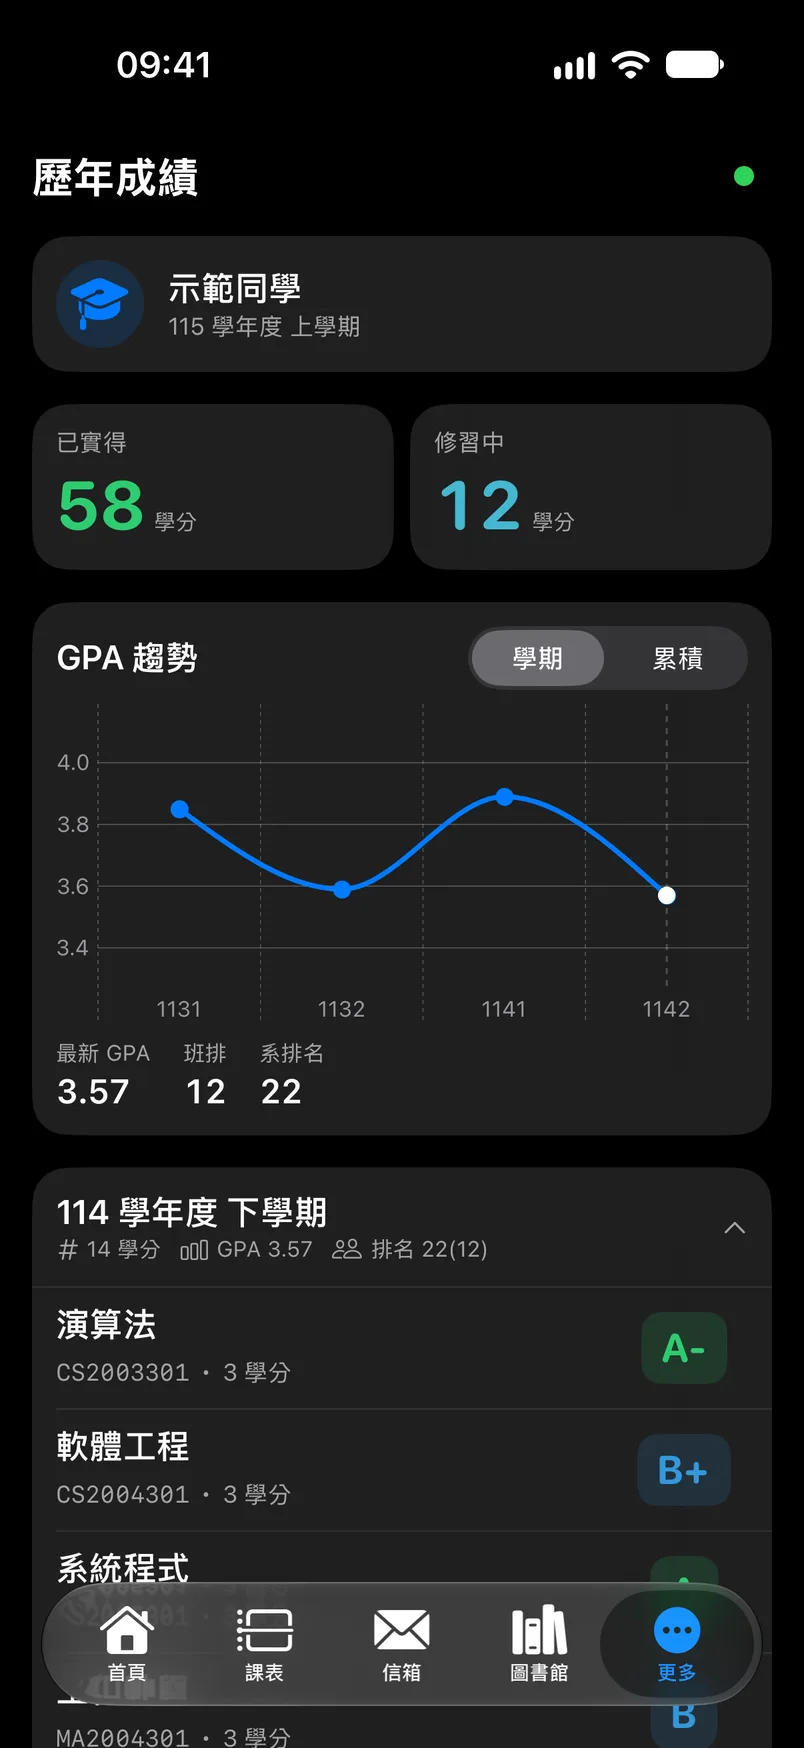 09:41
歷年成績
示範同學
115 學年度 上學期
已實得
58 學分
修習中
12 學分
GPA 趨勢
學期
累積
4.0
3.8
3.6
3.4
1131
1132
1141
1142
最新 GPA
班排
系排名
3.57
12
22
114 學年度 下學期
# 14 學分 GPA 3.57 排名 22(12)
演算法
CS2003301 • 3 學分
A-
軟體工程
CS2004301 • 3 學分
B+
系統程式
首頁
課表
信箱
圖書館
更多
MA2004301 • 3 學分
B